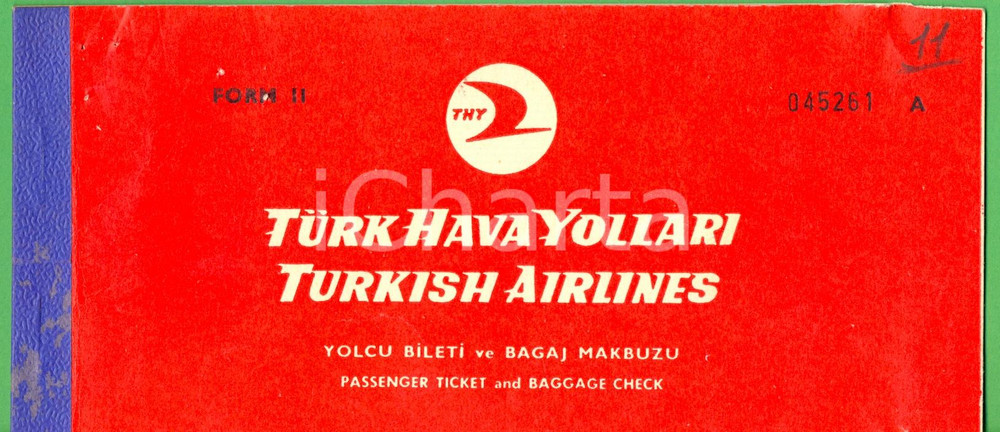 11
FORM 11
045261 A
THY
iCharta
TÜRK HAVA YOLLARI
TURKISH AIRLINES
YOLCU BİLETİ ve BAGAJ MAKBUZU
PASSENGER TICKET and BAGGAGE CHECK